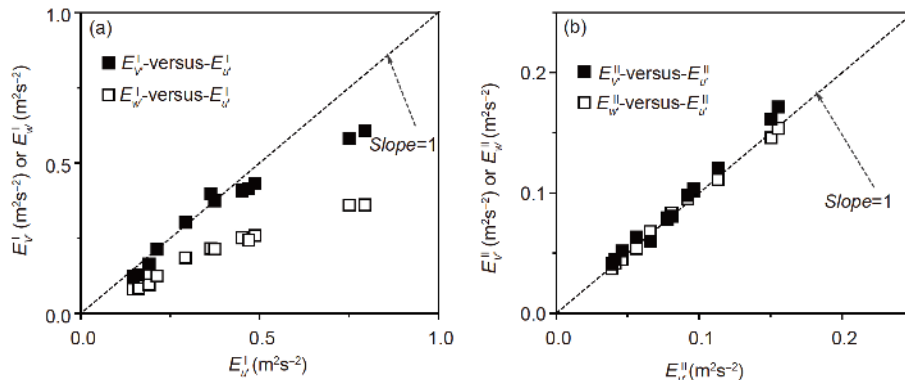 (a)
E_v'^I-versus-E_u'^I
E_w'^I-versus-E_u'^I
Slope=1
1.0
0.5
0.0
0.0 0.5 1.0
E_v'^I (m²s⁻²) or E_w'^I (m²s⁻²)
E_u'^I (m²s⁻²)
(b)
E_v'^II-versus-E_u'^II
E_w'^II-versus-E_u'^II
Slope=1
0.2
0.1
0.0
0.0 0.1 0.2
E_v'^II (m²s⁻²) or E_w'^II (m²s⁻²)
E_u'^II (m²s⁻²)